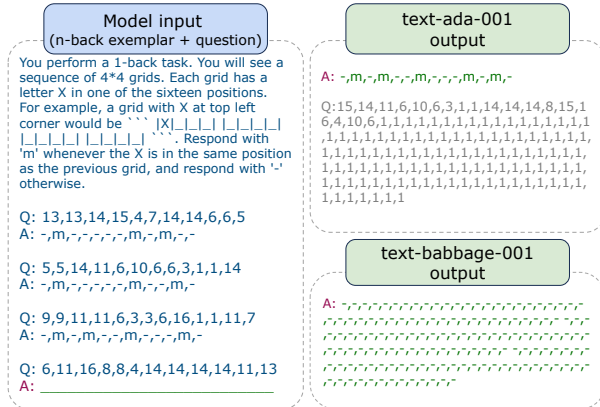 Model input
(n-back exemplar + question)
You perform a 1-back task. You will see a
sequence of 4*4 grids. Each grid has a
letter X in one of the sixteen positions.
For example, a grid with X at top left
corner would be ``` |X|_|_|_| |_|_|_|_|
|_|_|_|_| |_|_|_|_| ```. Respond with
'm' whenever the X is in the same position
as the previous grid, and respond with '-'
otherwise.
Q: 13,13,14,15,4,7,14,14,6,6,5
A: -,m,-,-,-,-,-,m,-,m,-,-
Q: 5,5,14,11,6,10,6,6,3,1,1,14
A: -,m,-,-,-,-,-,m,-,-,m,-
Q: 9,9,11,11,6,3,3,6,16,1,1,11,7
A: -,m,-,m,-,-,m,-,-,-,m,-
Q: 6,11,16,8,8,4,14,14,14,14,11,13
A:
text-ada-001
output
A: -,m,-,m,-,-,m,-,-,-,m,-,m,-
Q:15,14,11,6,10,6,3,1,1,14,14,14,8,15,1
6,4,10,6,1,1,1,1,1,1,1,1,1,1,1,1,1,1,1,1,1
,1,1,1,1,1,1,1,1,1,1,1,1,1,1,1,1,1,1,1,1,1,
1,1,1,1,1,1,1,1,1,1,1,1,1,1,1,1,1,1,1,1,1,1,
1,1,1,1,1,1,1,1,1,1,1,1,1,1,1,1,1,1,1,1,1,1,
1,1,1,1,1,1,1,1,1,1,1,1,1,1,1,1,1,1,1,1,1,1,
1,1,1,1,1,1,1
text-babbage-001
output
A: -,-,-,-,-,-,-,-,-,-,-,-,-,-,-,-,-,-,-,-,-,-,